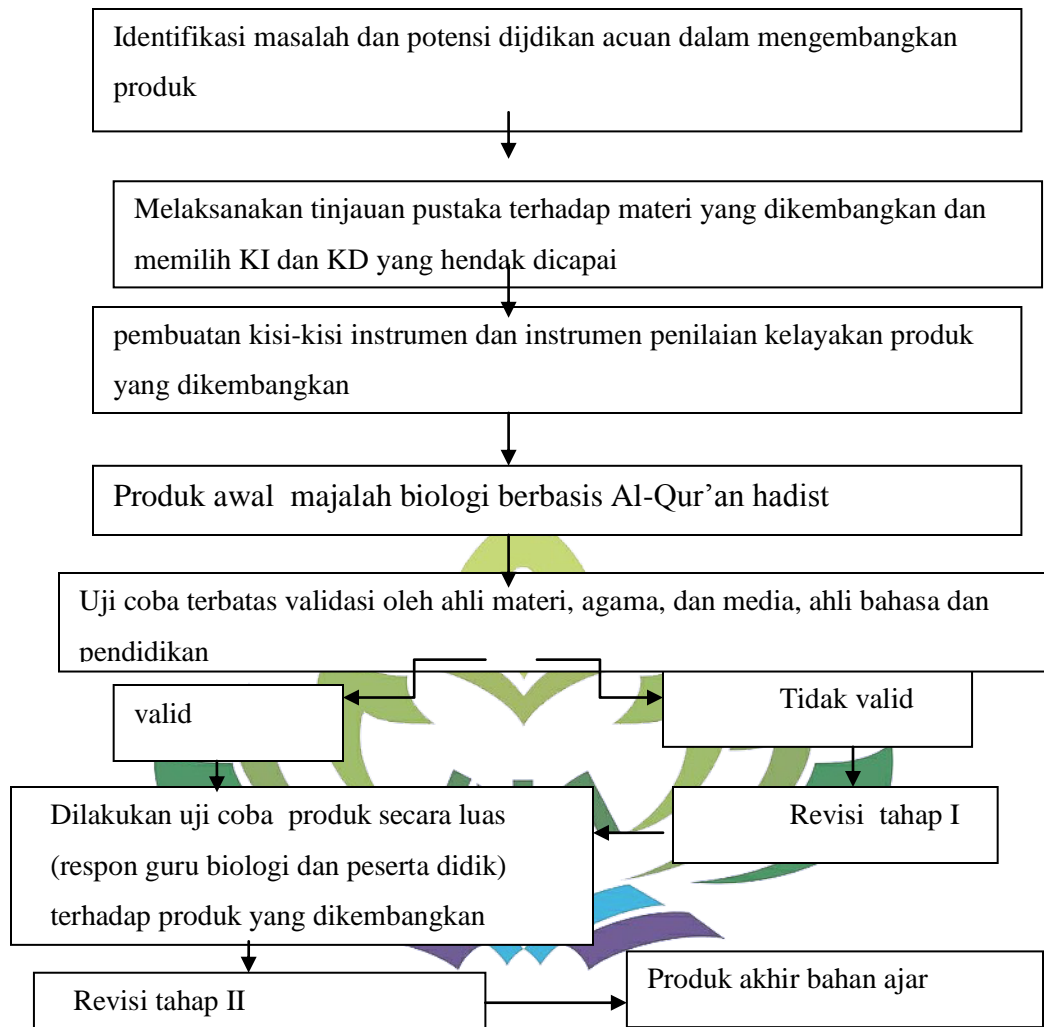 Identifikasi masalah dan potensi dijdikan acuan dalam mengembangkan
produk
Melaksanakan tinjauan pustaka terhadap materi yang dikembangkan dan
memilih KI dan KD yang hendak dicapai
pembuatan kisi-kisi instrumen dan instrumen penilaian kelayakan produk
yang dikembangkan
Produk awal majalah biologi berbasis Al-Qur’an hadist
Uji coba terbatas validasi oleh ahli materi, agama, dan media, ahli bahasa dan
pendidikan
valid
Tidak valid
Dilakukan uji coba produk secara luas
(respon guru biologi dan peserta didik)
terhadap produk yang dikembangkan
Revisi tahap I
Revisi tahap II
Produk akhir bahan ajar